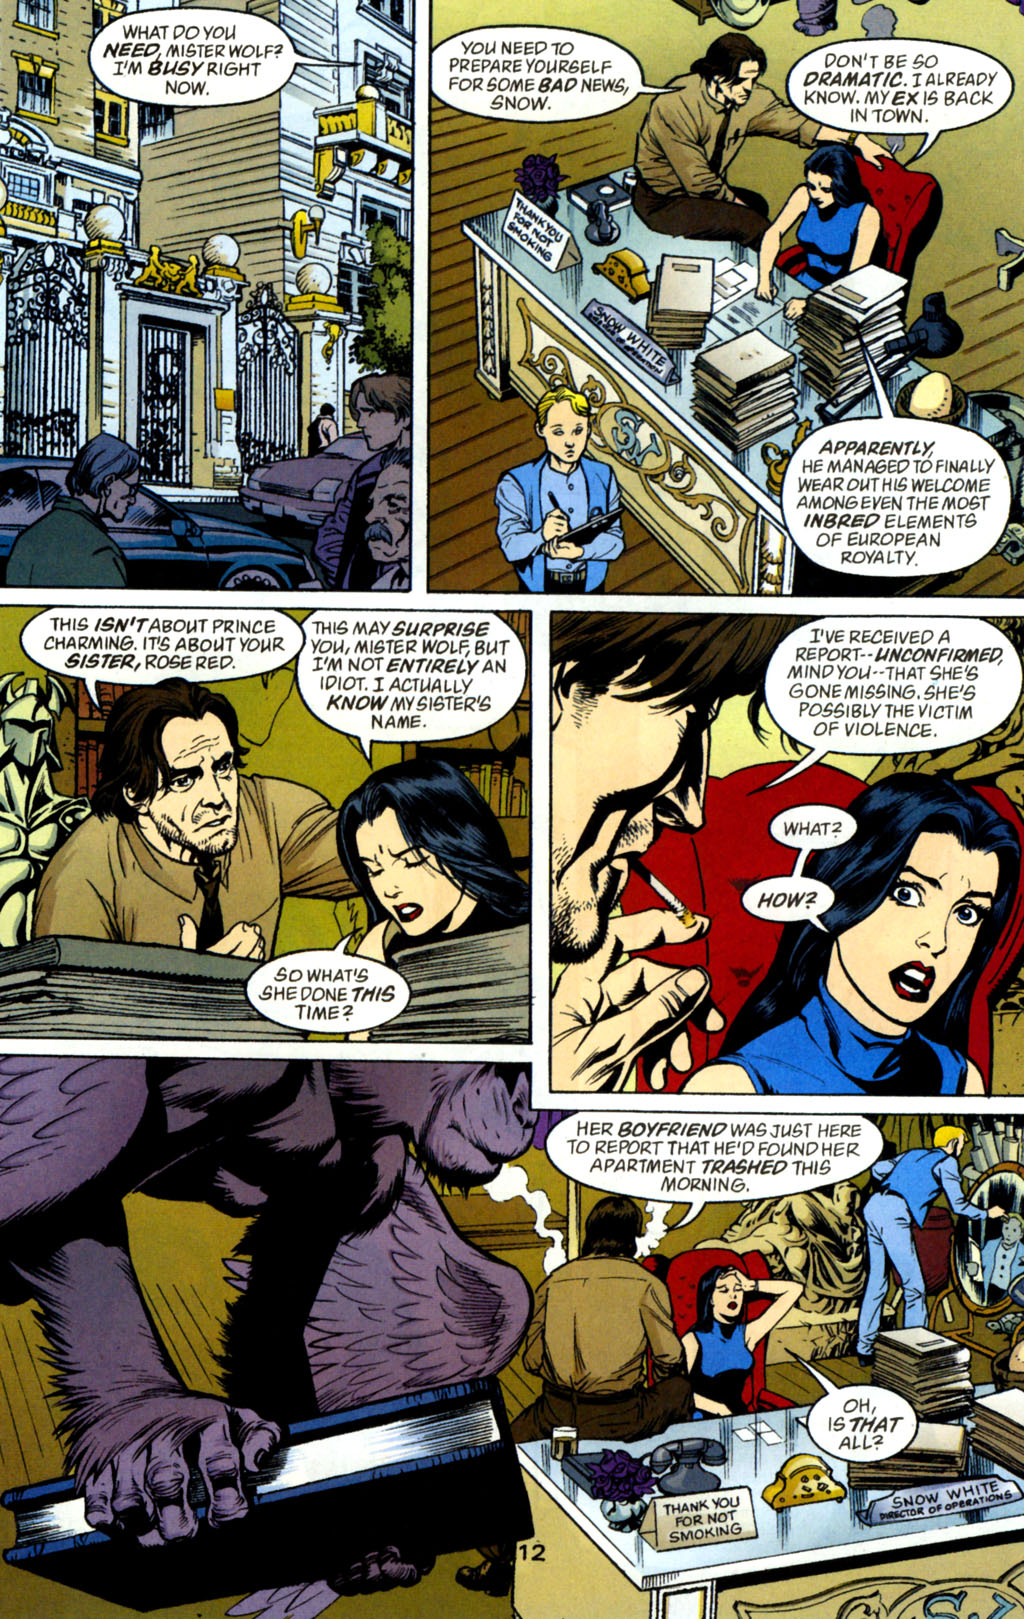 WHAT DO YOU
NEED, MISTER WOLF?
I'M BUSY RIGHT
NOW.
YOU NEED TO
PREPARE YOURSELF
FOR SOME BAD NEWS,
SNOW.
DON'T BE SO
DRAMATIC. I ALREADY
KNOW. MY EX IS BACK
IN TOWN.
THANK YOU
FOR NOT
SMOKING
SNOW WHITE
APPARENTLY,
HE MANAGED TO FINALLY
WEAR OUT HIS WELCOME
AMONG EVEN THE MOST
INBRED ELEMENTS
OF EUROPEAN
ROYALTY.
THIS ISN'T ABOUT PRINCE
CHARMING. IT'S ABOUT YOUR
SISTER, ROSE RED.
THIS MAY SURPRISE
YOU, MISTER WOLF, BUT
I'M NOT ENTIRELY AN
IDIOT. I ACTUALLY
KNOW MY SISTER'S
NAME.
SO WHAT'S
SHE DONE THIS
TIME?
I'VE RECEIVED A
REPORT--UNCONFIRMED,
MIND YOU--THAT SHE'S
GONE MISSING. SHE'S
POSSIBLY THE VICTIM
OF VIOLENCE.
WHAT?
HOW?
HER BOYFRIEND WAS JUST HERE
TO REPORT THAT HE'D FOUND HER
APARTMENT TRASHED THIS
MORNING.
OH,
IS THAT
ALL?
THANK YOU
FOR NOT
SMOKING
SNOW WHITE
DIRECTOR OF OPERATIONS
12